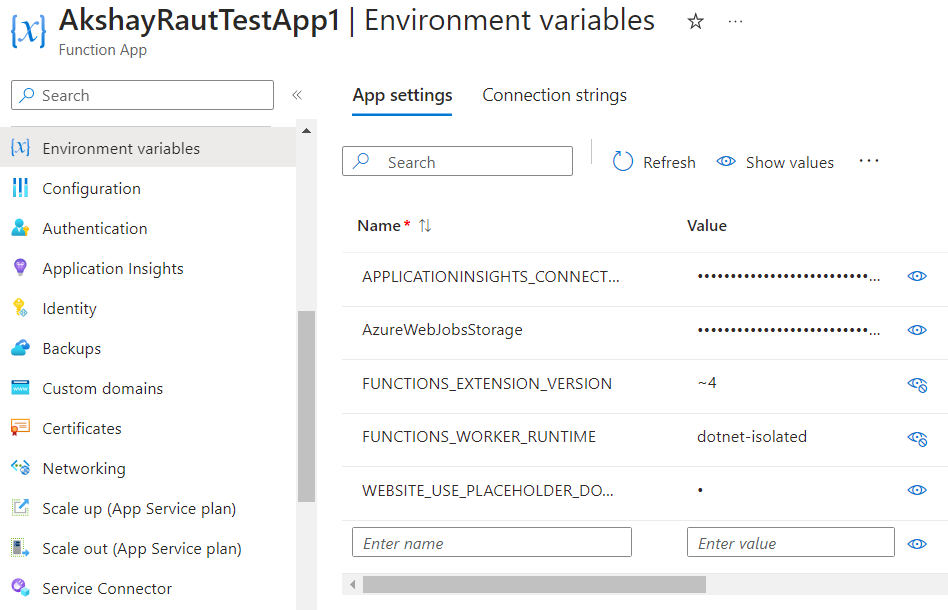 AkshayRautTestApp1 | Environment variables
Function App
Search
Environment variables
Configuration
Authentication
Application Insights
Identity
Backups
Custom domains
Certificates
Networking
Scale up (App Service plan)
Scale out (App Service plan)
Service Connector
App settings Connection strings
Search Refresh Show values
Name* Value
APPLICATIONINSIGHTS_CONNECT... ••••••••••••••••••••••••••...
AzureWebJobsStorage ••••••••••••••••••••••••••...
FUNCTIONS_EXTENSION_VERSION ~4
FUNCTIONS_WORKER_RUNTIME dotnet-isolated
WEBSITE_USE_PLACEHOLDER_DO... •
Enter name Enter value